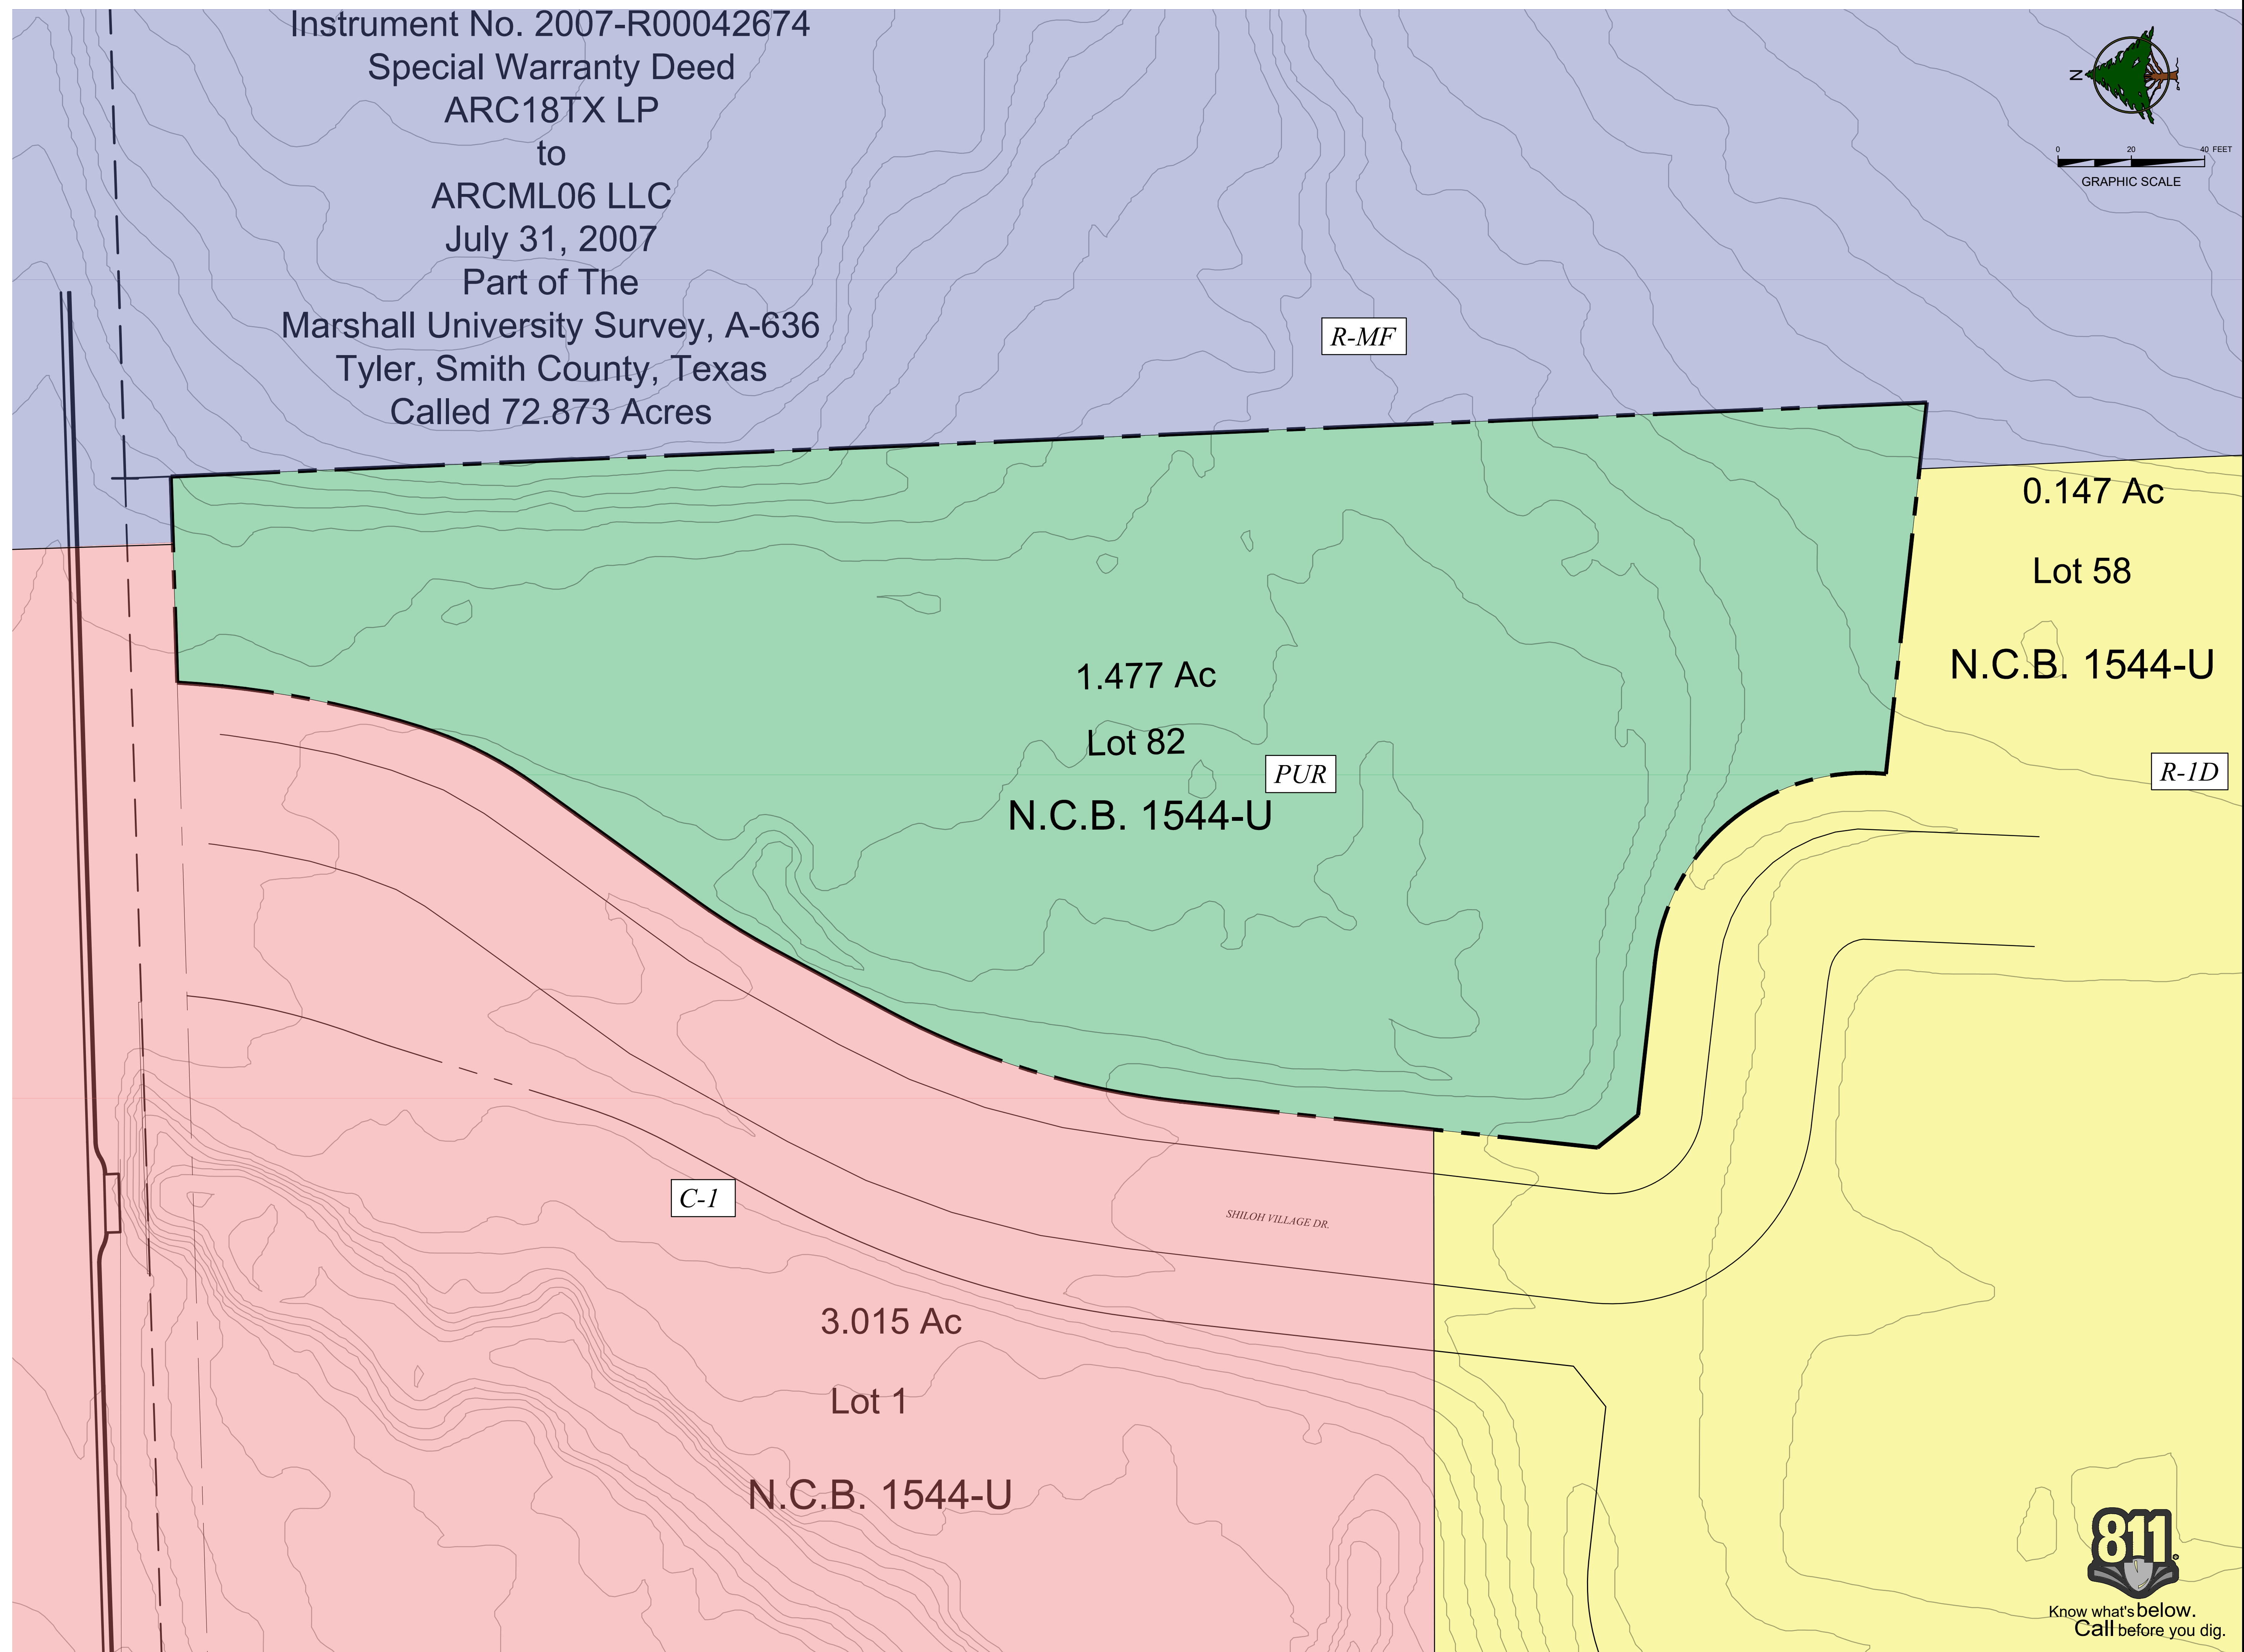 Instrument No. 2007-R00042674
Special Warranty Deed
ARC18TX LP
to
ARCML06 LLC
July 31, 2007
Part of The
Marshall University Survey, A-636
Tyler, Smith County, Texas
Called 72.873 Acres
N
0 20 40 FEET
GRAPHIC SCALE
R-MF
0.147 Ac
Lot 58
N.C.B. 1544-U
R-1D
1.477 Ac
Lot 82
PUR
N.C.B. 1544-U
C-1
SHILOH VILLAGE DR.
3.015 Ac
Lot 1
N.C.B. 1544-U
811
Know what's below.
Call before you dig.